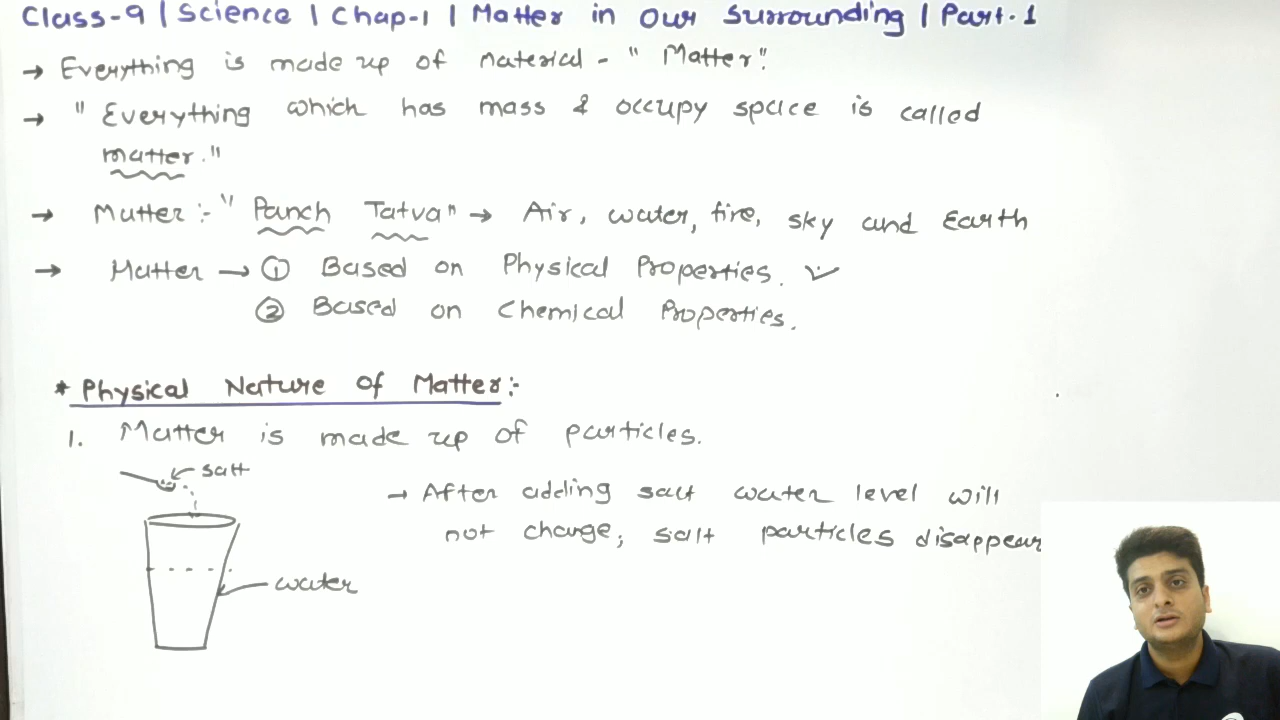 Class-9 | Science | Chap-1 | Matter in Our Surrounding | Part-1
→ Everything is made up of material - "Matter".
→ "Everything which has mass & occupy space is called
matter."
→ Matter :- "Panch Tatva" → Air, water, fire, sky and Earth
→ Matter → ① Based on Physical Properties.
② Based on Chemical Properties.
* Physical Nature of Matter :-
1. Matter is made up of particles.
salt
→ After adding salt water level will
not change, salt particles disappear
water